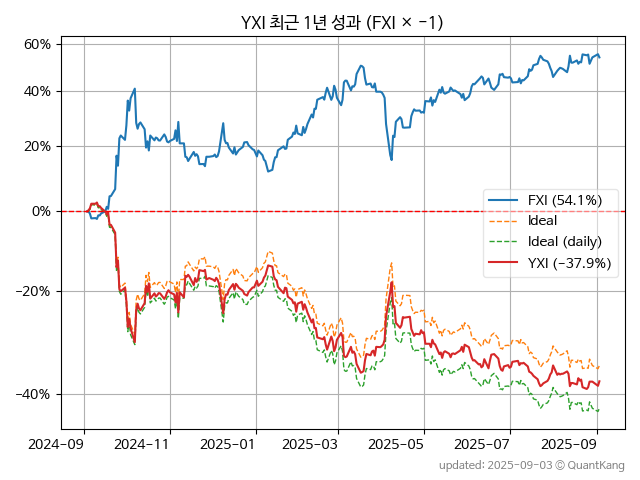 YXI 최근 1년 성과 (FXI × -1)
60%
40%
20%
0%
−20%
−40%
FXI (54.1%)
Ideal
Ideal (daily)
YXI (−37.9%)
2024-09
2024-11
2025-01
2025-03
2025-05
2025-07
2025-09
updated: 2025-09-03 ⓒ QuantKang